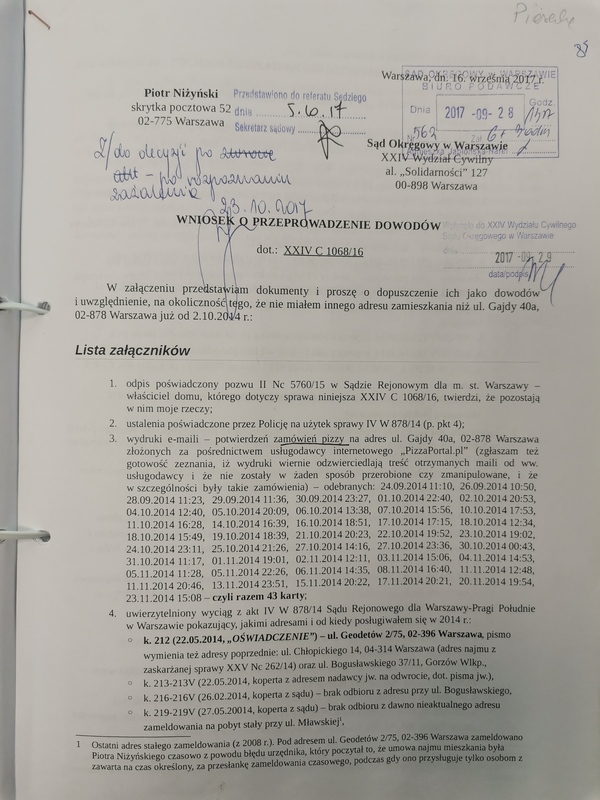 Warszawa, dn. 16. września 2017 r.
Piotr Niżyński
skrytka pocztowa 52
02-775 Warszawa
Przedstawiono do referatu Sędziego
dnia 5.10.17
Sekretarz sądowy
SĄD OKRĘGOWY w WARSZAWIE
BIURO PODAWCZE
Dnia 2017 -09- 28 Godz.
Sąd Okręgowy w Warszawie
XXIV Wydział Cywilny
al. „Solidarności” 127
00-898 Warszawa
do decyzji po
po rozpoznaniu
zażalenia
23.10.2017
WNIOSEK O PRZEPROWADZENIE DOWODÓW
do XXIV Wydziału Cywilnego
Sądu Okręgowego w Warszawie
2017 -09- 29
data/podpis
dot.: XXIV C 1068/16
W załączeniu przedstawiam dokumenty i proszę o dopuszczenie ich jako dowodów
i uwzględnienie, na okoliczność tego, że nie miałem innego adresu zamieszkania niż ul. Gajdy 40a,
02-878 Warszawa już od 2.10.2014 r.:
Lista załączników
1. odpis poświadczony pozwu II Nc 5760/15 w Sądzie Rejonowym dla m. st. Warszawy –
właściciel domu, którego dotyczy sprawa niniejsza XXIV C 1068/16, twierdzi, że pozostają
w nim moje rzeczy;
2. ustalenia poświadczone przez Policję na użytek sprawy IV W 878/14 (p. pkt 4);
3. wydruki e-maili – potwierdzeń zamówień pizzy na adres ul. Gajdy 40a, 02-878 Warszawa
złożonych za pośrednictwem usługodawcy internetowego „PizzaPortal.pl” (zgłaszam też
gotowość zeznania, iż wydruki wiernie odzwierciedlają treść otrzymanych maili od ww.
usługodawcy i że nie zostały w żaden sposób przerobione czy zmanipulowane, i że
w szczególności były takie zamówienia) – odebranych: 24.09.2014 11:10, 26.09.2014 10:50,
28.09.2014 11:23, 29.09.2014 11:36, 30.09.2014 23:27, 01.10.2014 22:40, 02.10.2014 20:53,
04.10.2014 12:40, 05.10.2014 20:09, 06.10.2014 13:38, 07.10.2014 15:56, 10.10.2014 17:53,
11.10.2014 16:28, 14.10.2014 16:39, 16.10.2014 18:51, 17.10.2014 17:15, 18.10.2014 12:34,
18.10.2014 15:49, 19.10.2014 18:39, 21.10.2014 20:23, 22.10.2014 19:52, 23.10.2014 19:02,
24.10.2014 23:11, 25.10.2014 21:26, 27.10.2014 14:16, 27.10.2014 23:36, 30.10.2014 00:43,
31.10.2014 11:17, 01.11.2014 19:01, 02.11.2014 12:11, 03.11.2014 15:06, 04.11.2014 14:53,
05.11.2014 11:28, 05.11.2014 22:26, 06.11.2014 14:35, 08.11.2014 16:40, 11.11.2014 12:48,
11.11.2014 20:46, 13.11.2014 23:51, 15.11.2014 20:22, 17.11.2014 20:21, 20.11.2014 19:54,
23.11.2014 15:08 – czyli razem 43 karty;
4. uwierzytelniony wyciąg z akt IV W 878/14 Sądu Rejonowego dla Warszawy-Pragi Południe
w Warszawie pokazujący, jakimi adresami i od kiedy posługiwałem się w 2014 r.:
◦ k. 212 (22.05.2014, „OŚWIADCZENIE”) – ul. Geodetów 2/75, 02-396 Warszawa, pismo
wymienia też adresy poprzednie: ul. Chłopickiego 14, 04-314 Warszawa (adres najmu z
zaskarżanej sprawy XXV Nc 262/14) oraz ul. Bogusławskiego 37/11, Gorzów Wlkp.,
◦ k. 213-213V (22.05.2014, koperta z adresem nadawcy jw. na odwrocie, dot. pisma jw.),
◦ k. 216-216V (26.02.2014, koperta z sądu) – brak odbioru z adresu przy ul. Bogusławskiego,
◦ k. 219-219V (27.05.20014, koperta z sądu) – brak odbioru z dawno nieaktualnego adresu
zameldowania na pobyt stały przy ul. Mławskiej¹,
1 Ostatni adres stałego zameldowania (z 2008 r.). Pod adresem ul. Geodetów 2/75, 02-396 Warszawa zameldowano
Piotra Niżyńskiego czasowo z powodu błędu urzędnika, który poczytał to, że umowa najmu mieszkania była
zawarta na czas określony, za przesłankę zameldowania czasowego, podczas gdy ono przysługuje tylko osobom z